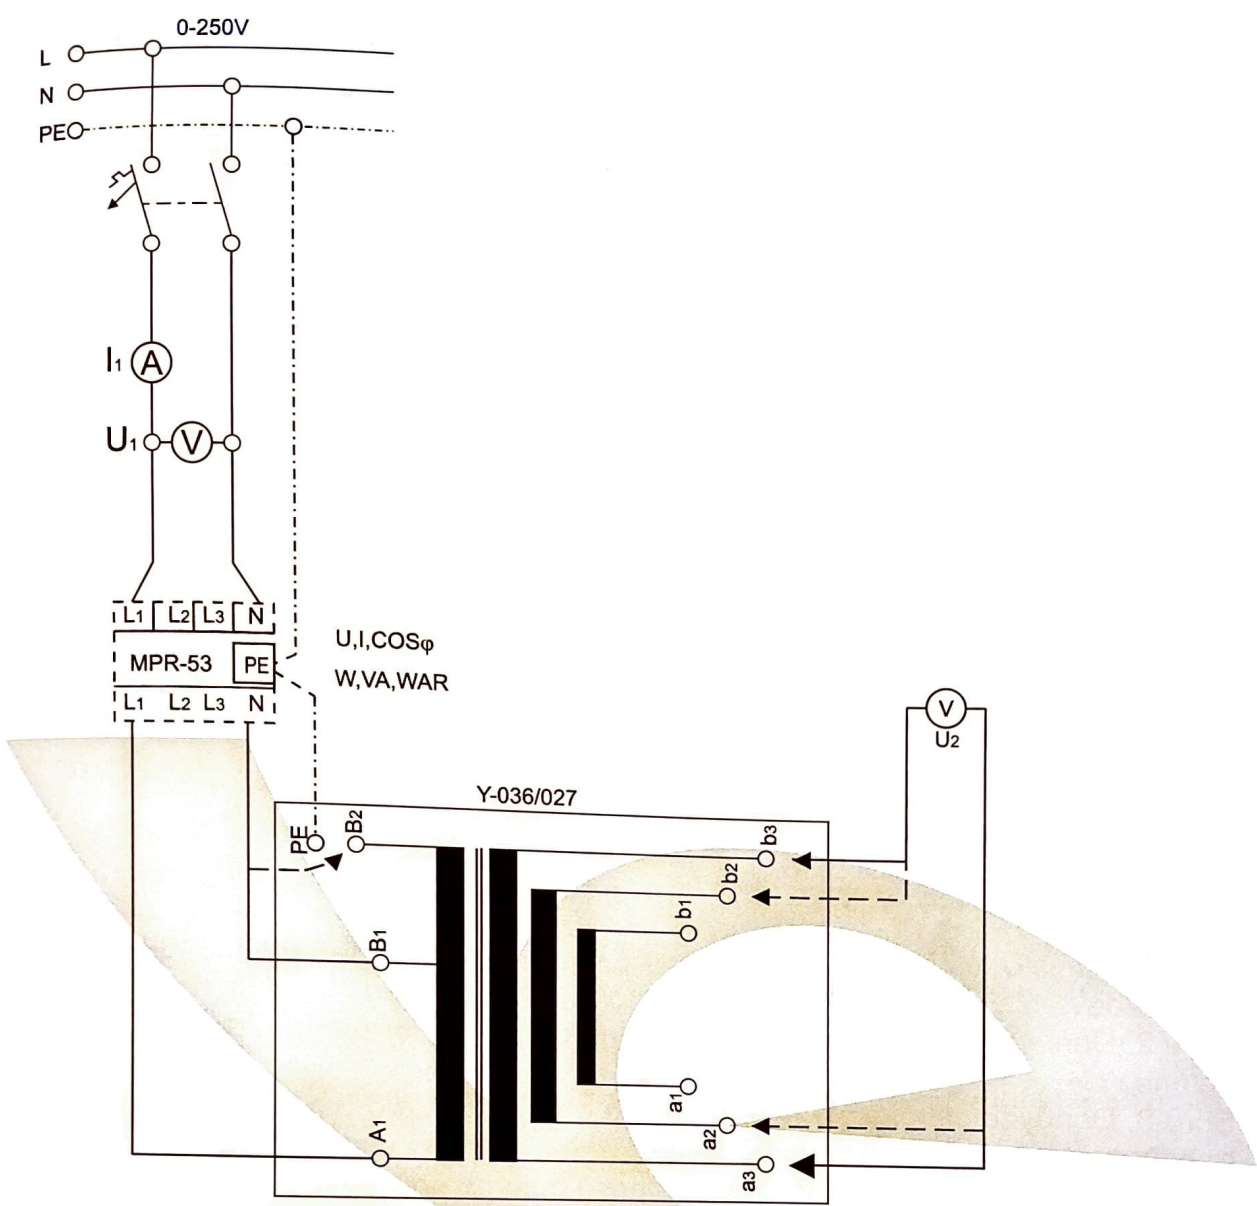 0-250V
L
N
PE
I1 A
U1 V
L1 L2 L3 N
MPR-53 PE
L1 L2 L3 N
U,I,COSφ
W,VA,WAR
V
U2
Y-036/027
PE
B2
B1
A1
b3
b2
b1
a1
a2
a3